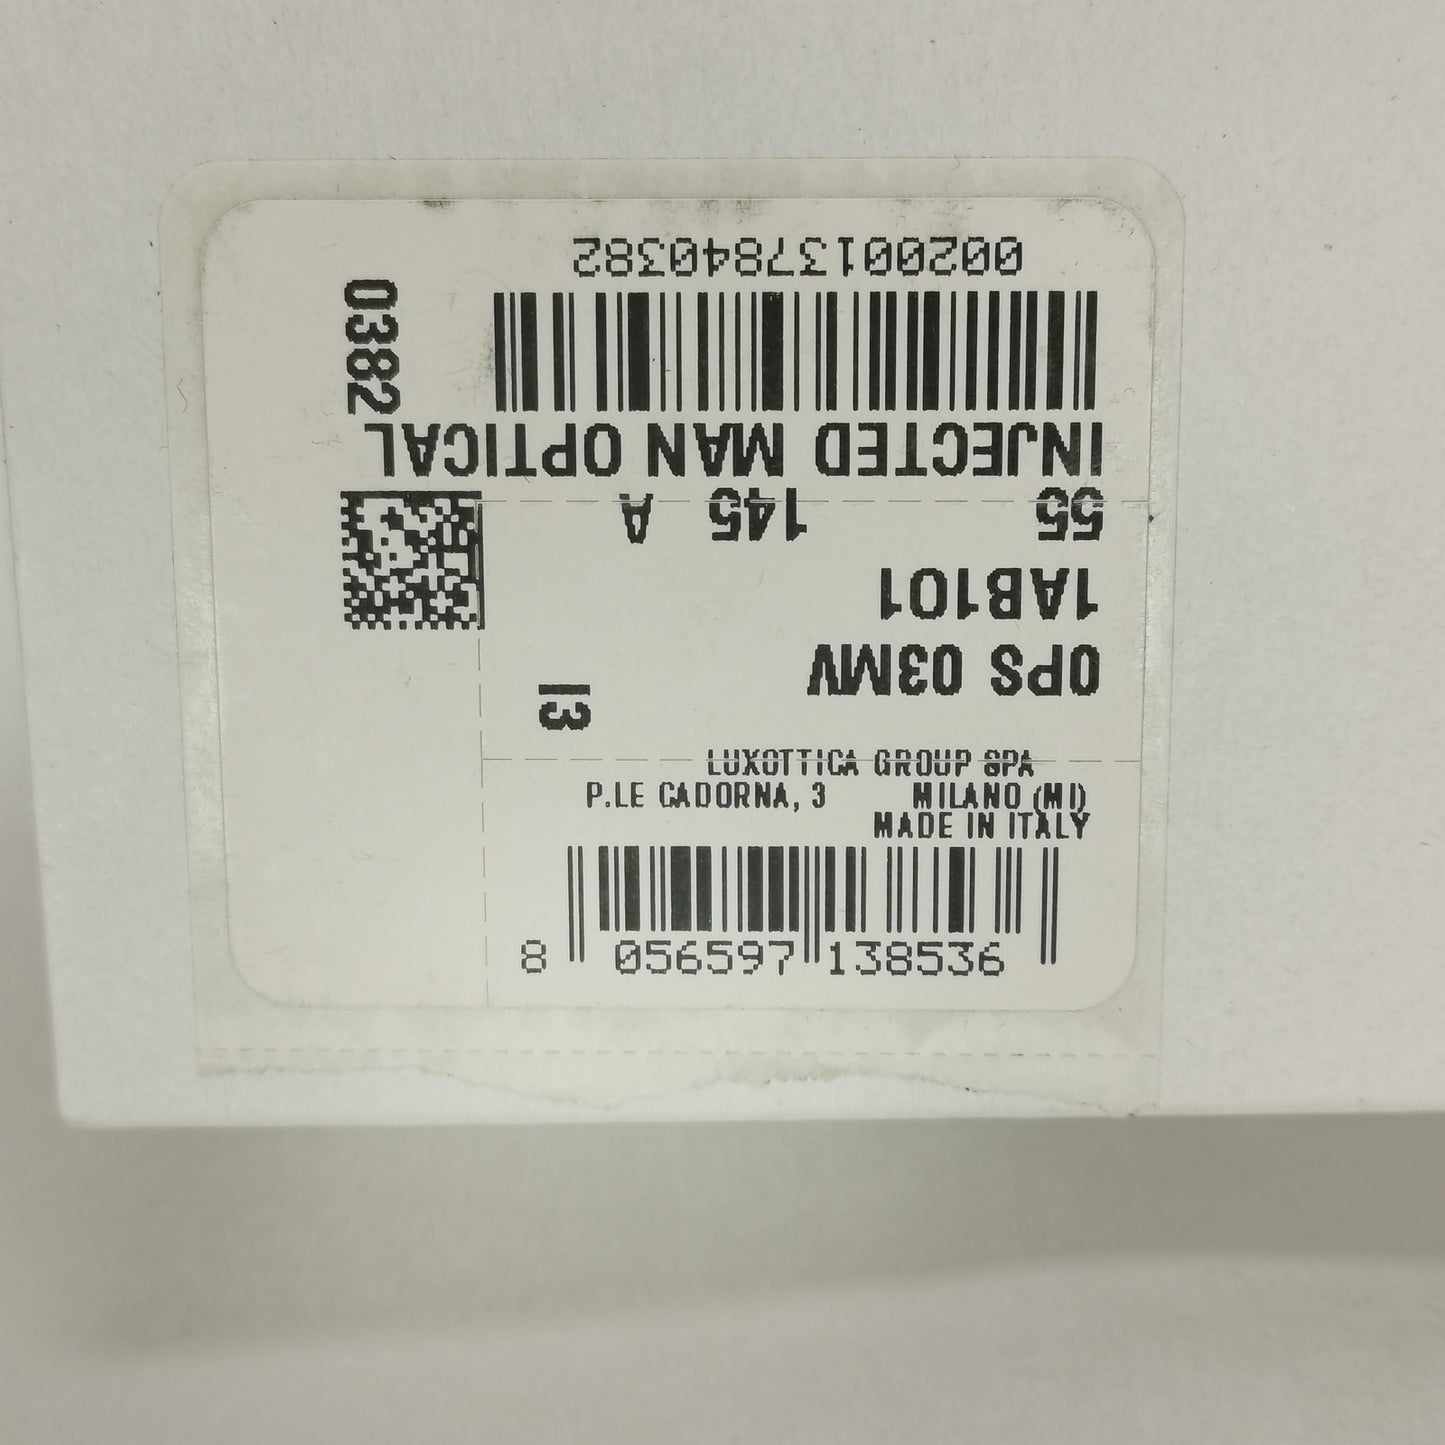 0PS 03MV
I3
1AB1O1
55 145 A
INJECTED MAN OPTICAL
00200137840382
0382
LUXOTTICA GROUP SPA
P.LE CADORNA, 3 MILANO (MI)
MADE IN ITALY
8 056597 138536